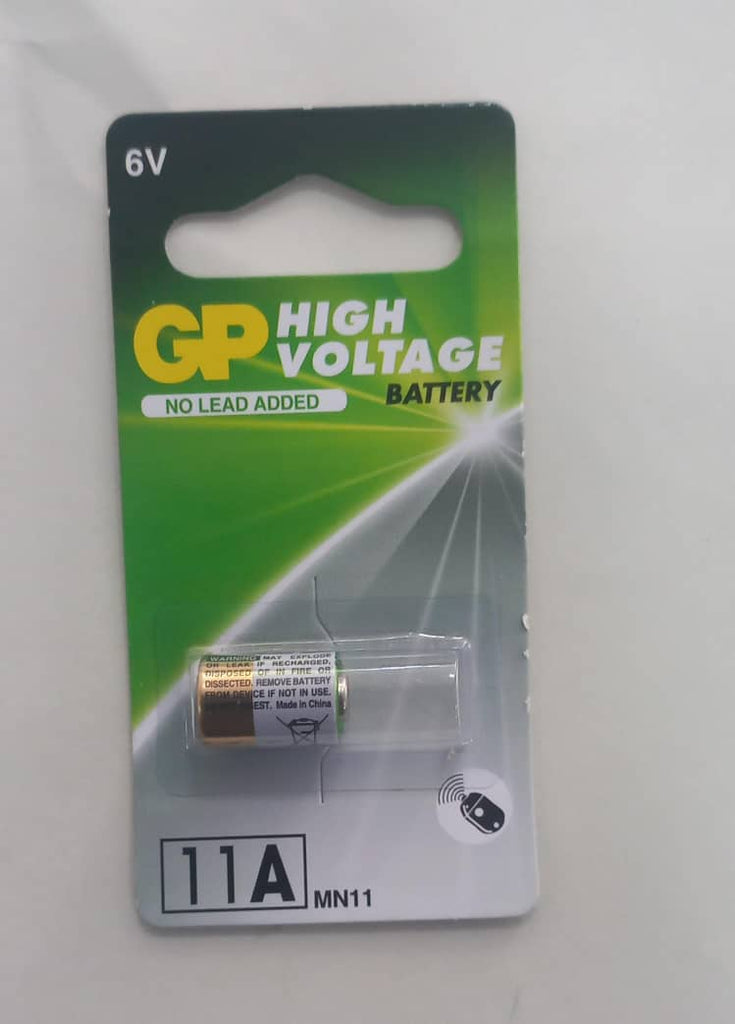 6V
GP HIGH
VOLTAGE
BATTERY
NO LEAD ADDED
WARNING MAY EXPLODE
OR LEAK IF RECHARGED,
DISPOSED OF IN FIRE OR
DISSECTED. REMOVE BATTERY
FROM DEVICE IF NOT IN USE.
Made in China
11A MN11